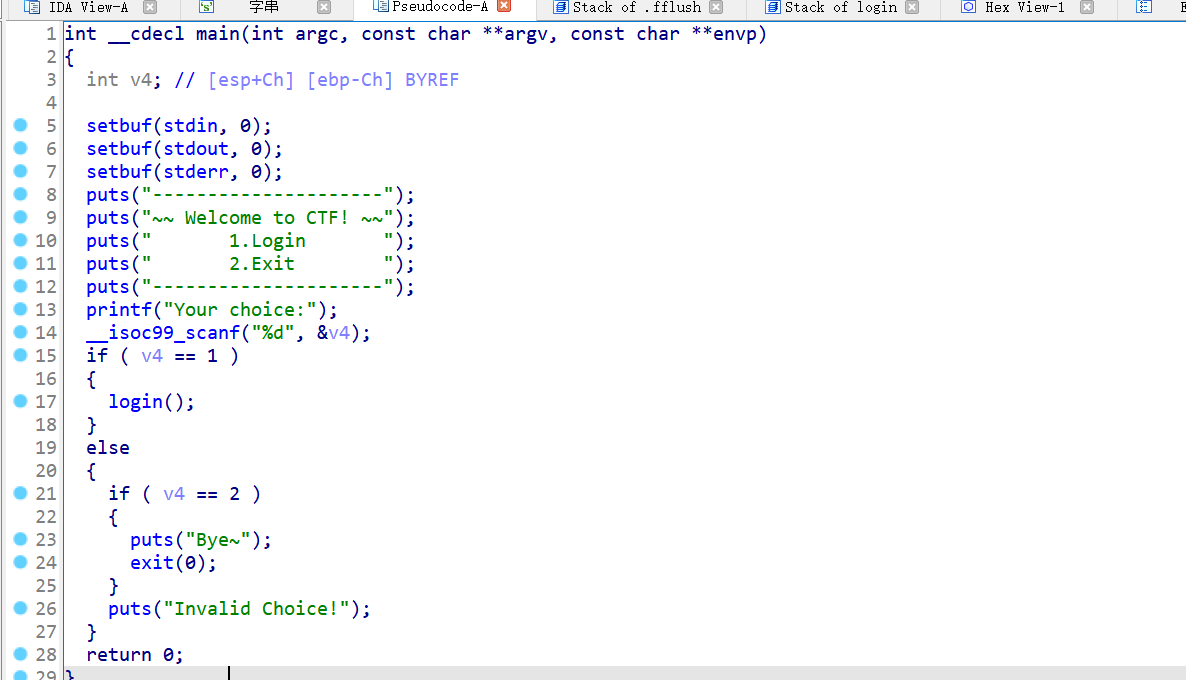 IDA View-A 字串 Pseudocode-A Stack of .fflush Stack of login Hex View-1
1 int __cdecl main(int argc, const char **argv, const char **envp)
2 {
3   int v4; // [esp+Ch] [ebp-Ch] BYREF
4
5   setbuf(stdin, 0);
6   setbuf(stdout, 0);
7   setbuf(stderr, 0);
8   puts("---------------------");
9   puts("~~ Welcome to CTF! ~~");
10   puts("       1.Login       ");
11   puts("       2.Exit        ");
12   puts("---------------------");
13   printf("Your choice:");
14   __isoc99_scanf("%d", &v4);
15   if ( v4 == 1 )
16   {
17     login();
18   }
19   else
20   {
21     if ( v4 == 2 )
22     {
23       puts("Bye~");
24       exit(0);
25     }
26     puts("Invalid Choice!");
27   }
28   return 0;
29 }